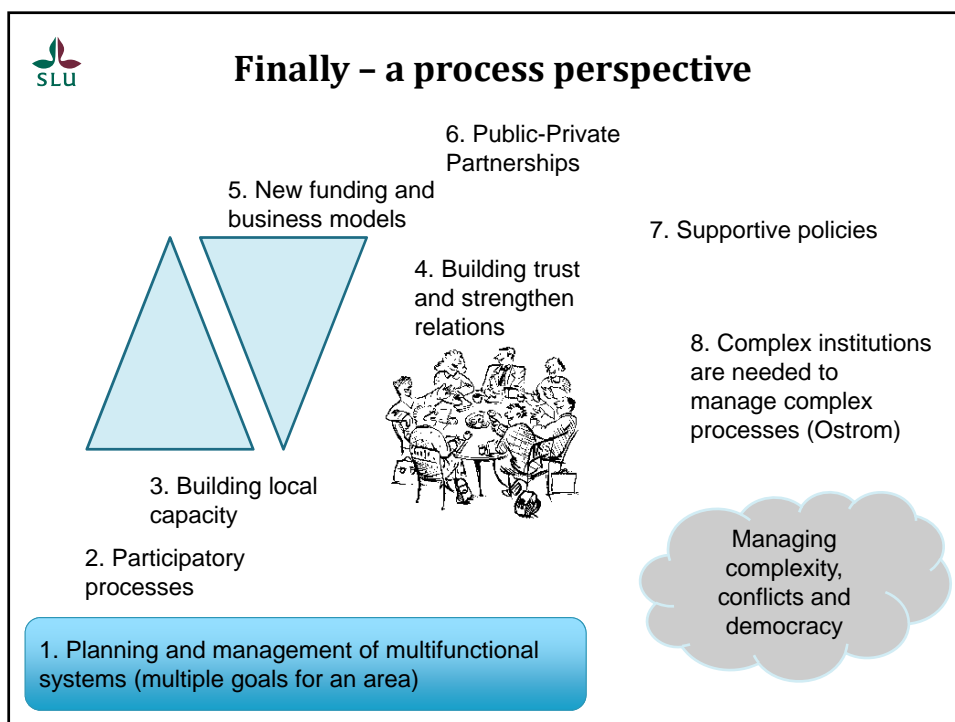 SLU
Finally – a process perspective
6. Public-Private
Partnerships
5. New funding and
business models
7. Supportive policies
4. Building trust
and strengthen
relations
8. Complex institutions
are needed to
manage complex
processes (Ostrom)
3. Building local
capacity
2. Participatory
processes
Managing
complexity,
conflicts and
democracy
1. Planning and management of multifunctional
systems (multiple goals for an area)